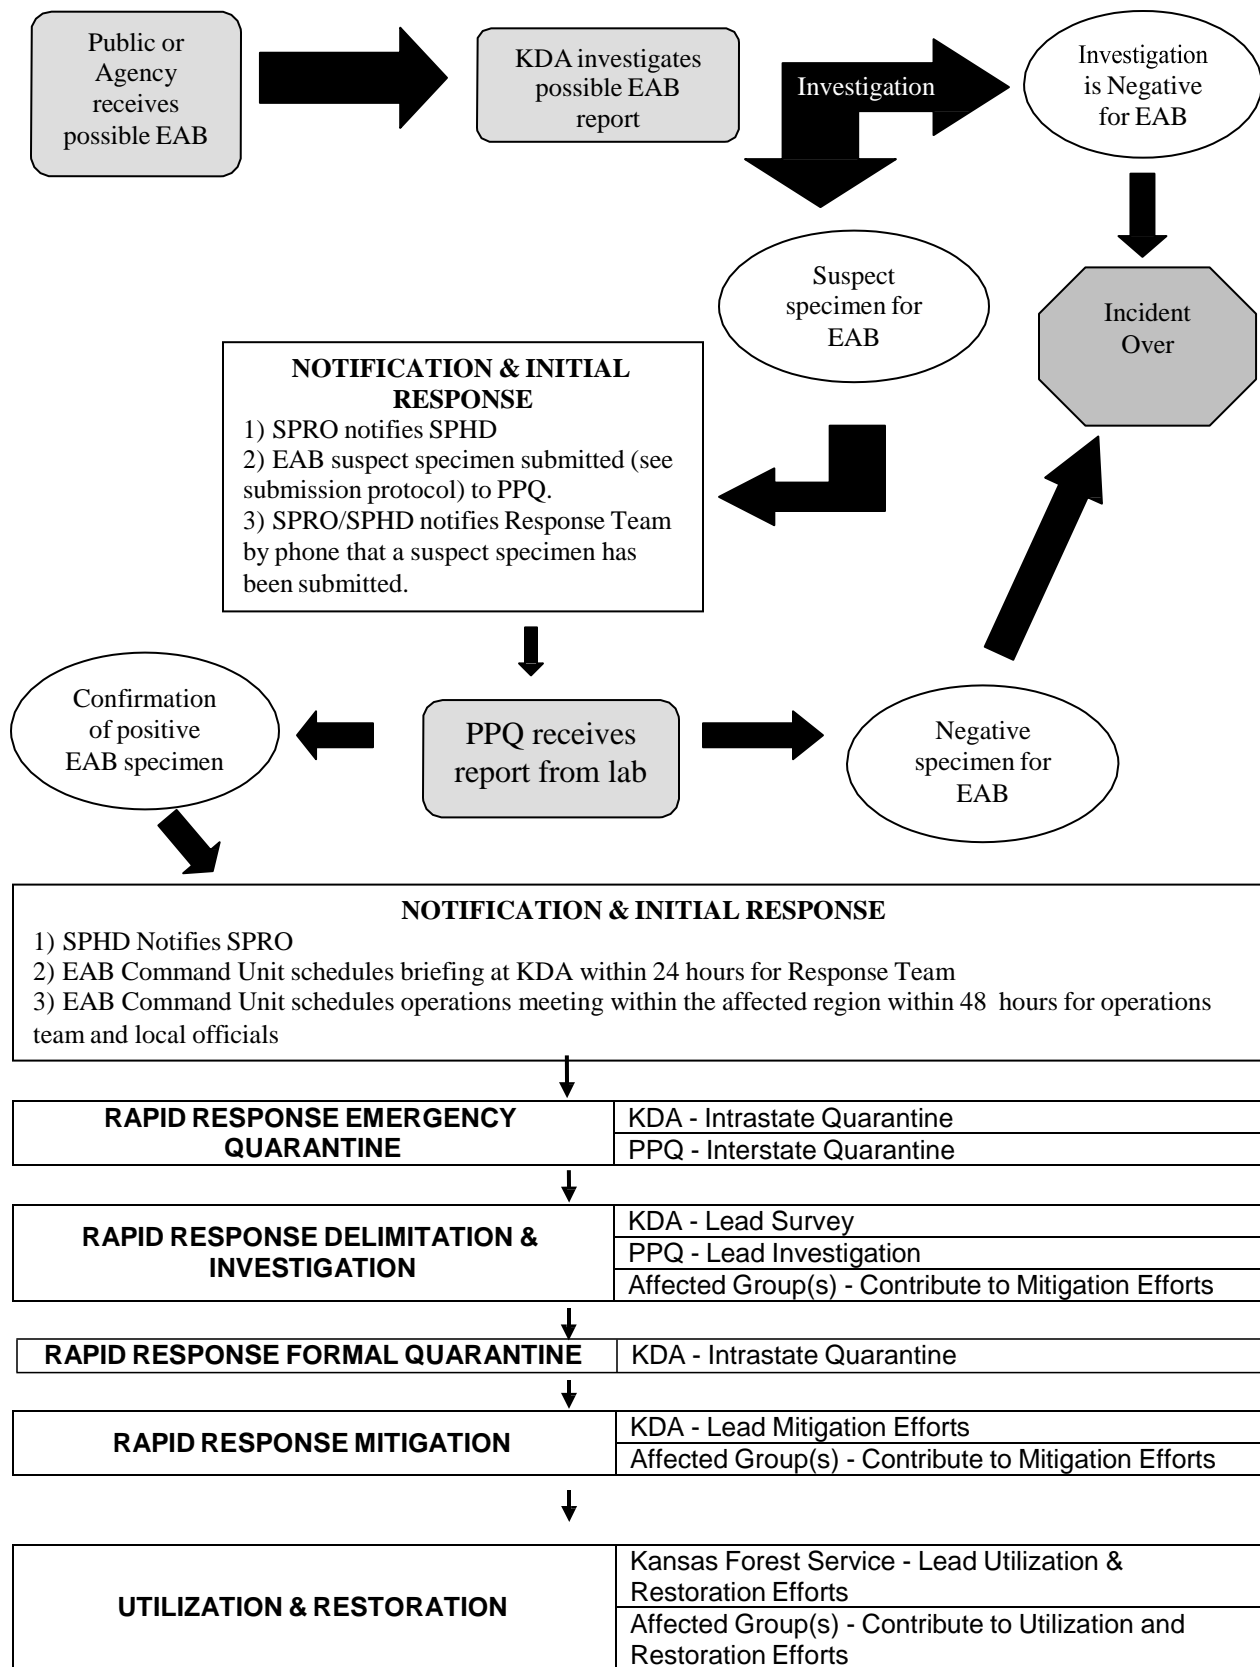 Public or
Agency
receives
possible EAB
KDA investigates
possible EAB
report
Investigation
Investigation
is Negative
for EAB
Suspect
specimen for
EAB
Incident
Over
NOTIFICATION & INITIAL
RESPONSE
1) SPRO notifies SPHD
2) EAB suspect specimen submitted (see
submission protocol) to PPQ.
3) SPRO/SPHD notifies Response Team
by phone that a suspect specimen has
been submitted.
Confirmation
of positive
EAB specimen
PPQ receives
report from lab
Negative
specimen for
EAB
NOTIFICATION & INITIAL RESPONSE
1) SPHD Notifies SPRO
2) EAB Command Unit schedules briefing at KDA within 24 hours for Response Team
3) EAB Command Unit schedules operations meeting within the affected region within 48 hours for operations
team and local officials
RAPID RESPONSE EMERGENCY
QUARANTINE
KDA - Intrastate Quarantine
PPQ - Interstate Quarantine
RAPID RESPONSE DELIMITATION &
INVESTIGATION
KDA - Lead Survey
PPQ - Lead Investigation
Affected Group(s) - Contribute to Mitigation Efforts
RAPID RESPONSE FORMAL QUARANTINE
KDA - Intrastate Quarantine
RAPID RESPONSE MITIGATION
KDA - Lead Mitigation Efforts
Affected Group(s) - Contribute to Mitigation Efforts
UTILIZATION & RESTORATION
Kansas Forest Service - Lead Utilization &
Restoration Efforts
Affected Group(s) - Contribute to Utilization and
Restoration Efforts